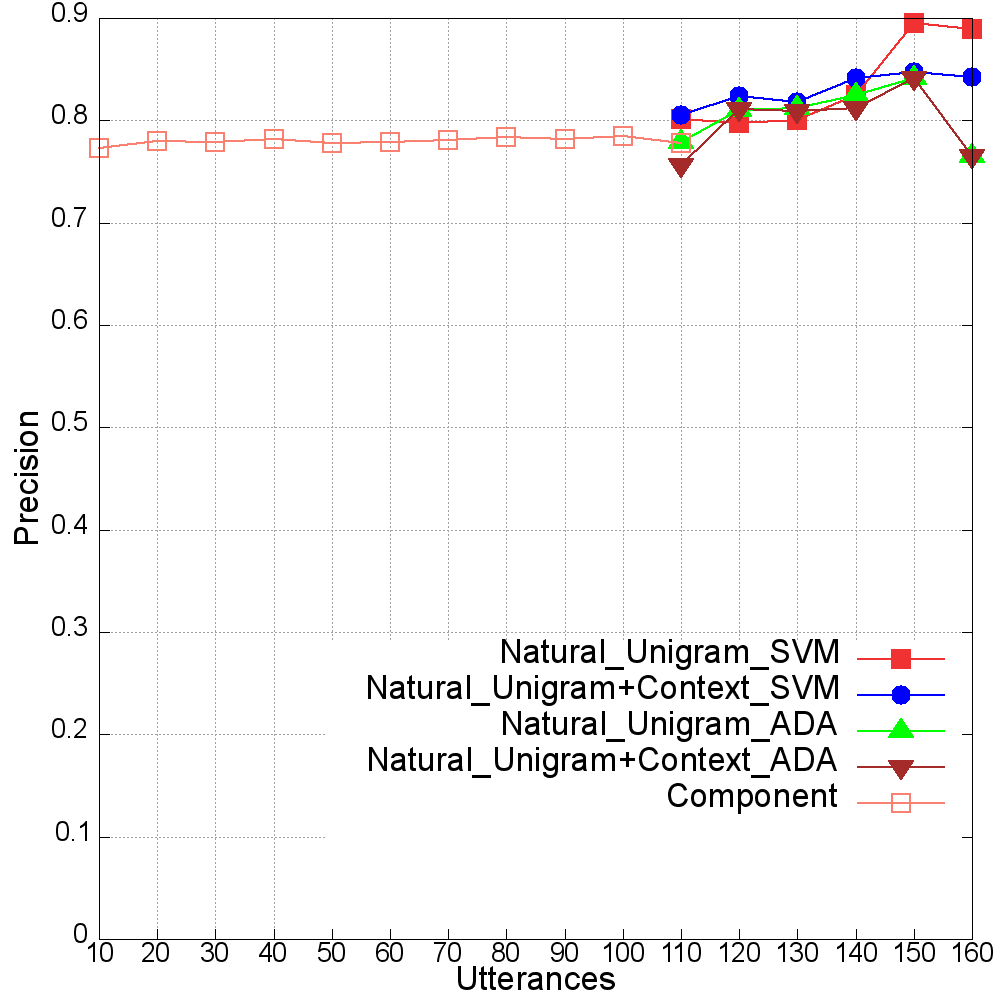 0.9
0.8
0.7
0.6
0.5
0.4
0.3
0.2
0.1
0
Precision
Natural_Unigram_SVM
Natural_Unigram+Context_SVM
Natural_Unigram_ADA
Natural_Unigram+Context_ADA
Component
10 20 30 40 50 60 70 80 90 100 110 120 130 140 150 160
Utterances